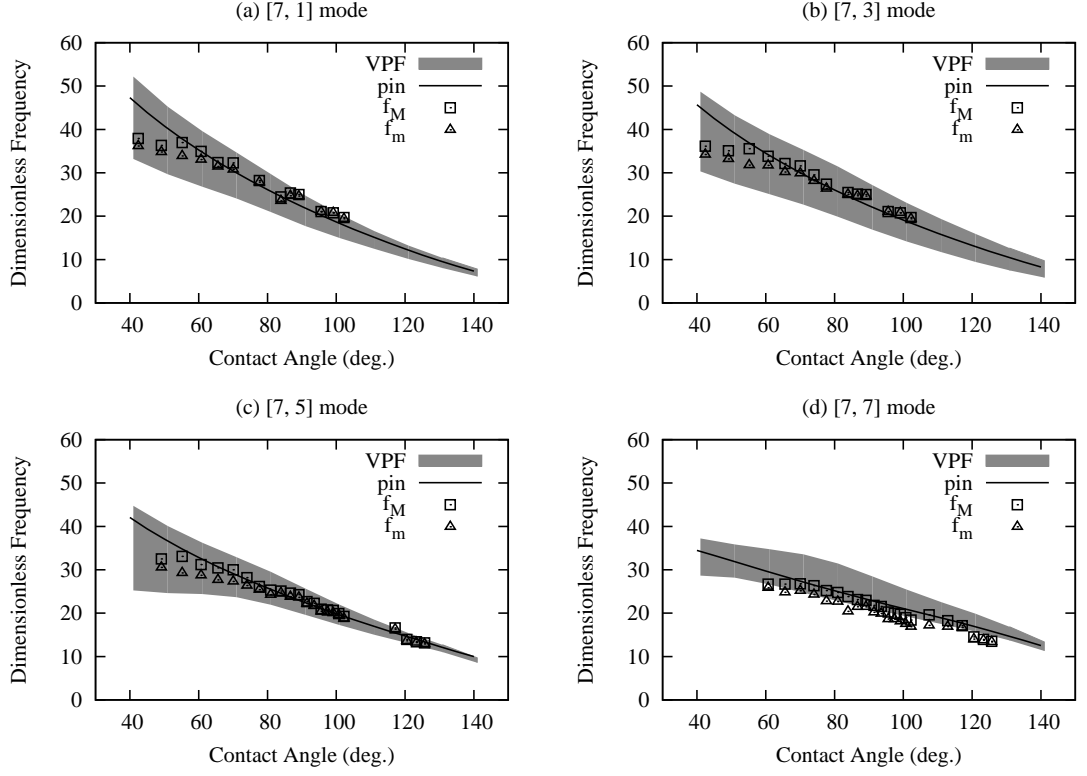 (a) [7, 1] mode
Dimensionless Frequency
60
50
40
30
20
10
0
40 60 80 100 120 140
Contact Angle (deg.)
VPF
pin
f_M
f_m
(b) [7, 3] mode
Dimensionless Frequency
60
50
40
30
20
10
0
40 60 80 100 120 140
Contact Angle (deg.)
VPF
pin
f_M
f_m
(c) [7, 5] mode
Dimensionless Frequency
60
50
40
30
20
10
0
40 60 80 100 120 140
Contact Angle (deg.)
VPF
pin
f_M
f_m
(d) [7, 7] mode
Dimensionless Frequency
60
50
40
30
20
10
0
40 60 80 100 120 140
Contact Angle (deg.)
VPF
pin
f_M
f_m